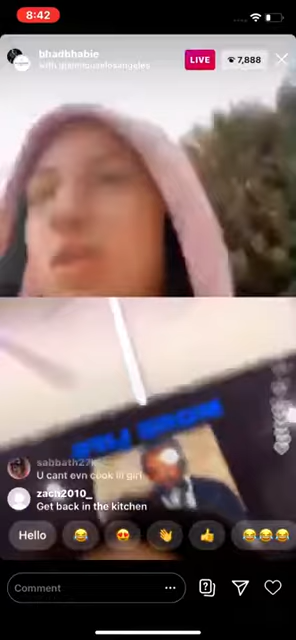 8:42
bhadbhabie
LIVE
7,888
U cant evn cook lil girl
zach2010_
Get back in the kitchen
Hello
Comment